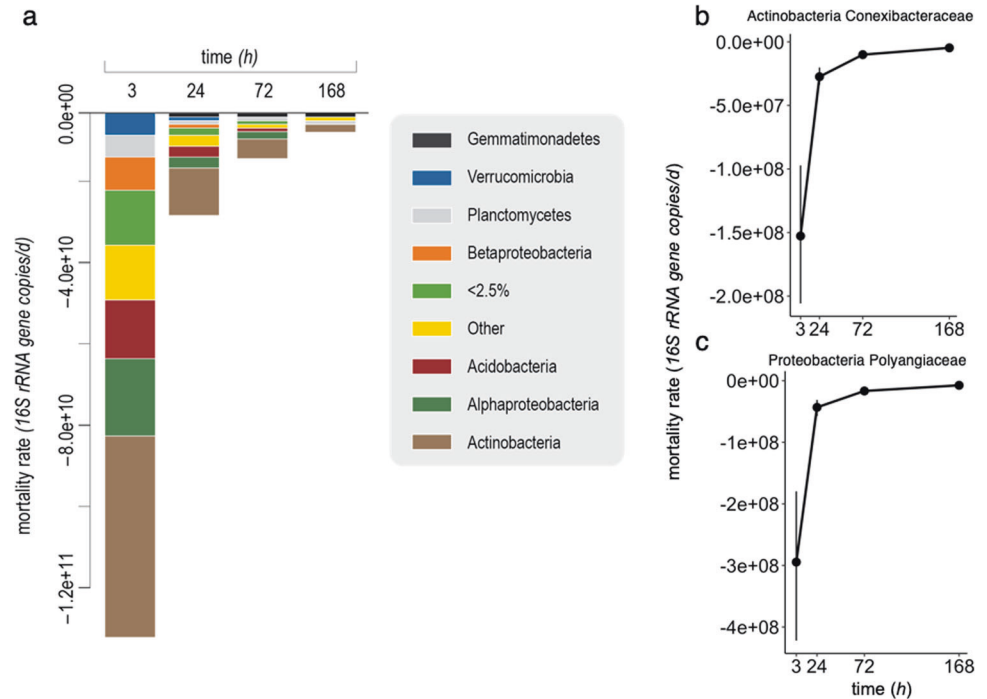 a
time (h)
3 24 72 168
0.0e+00
−4.0e+10
−8.0e+10
−1.2e+11
mortality rate (16S rRNA gene copies/d)
Gemmatimonadetes
Verrucomicrobia
Planctomycetes
Betaproteobacteria
<2.5%
Other
Acidobacteria
Alphaproteobacteria
Actinobacteria
b
Actinobacteria Conexibacteraceae
0.0e+00
-5.0e+07
-1.0e+08
-1.5e+08
-2.0e+08
3 24 72 168
mortality rate (16S rRNA gene copies/d)
c
Proteobacteria Polyangiaceae
0e+00
-1e+08
-2e+08
-3e+08
-4e+08
3 24 72 168
time (h)